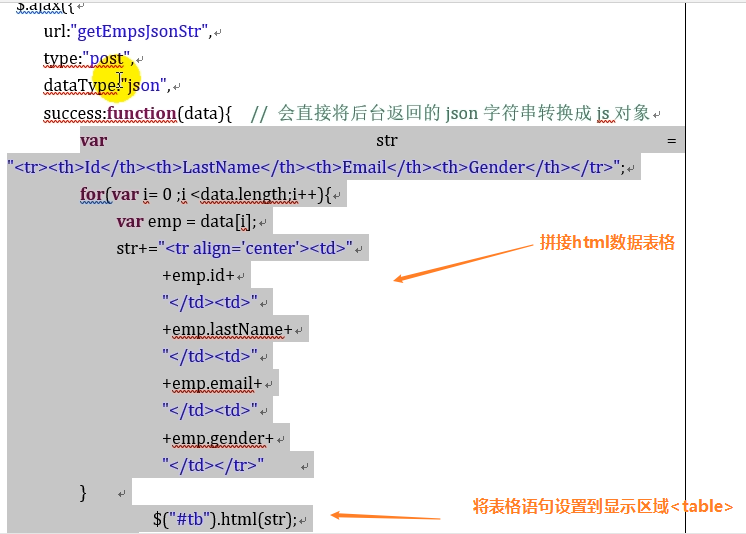 $.ajax({
url:"getEmpsJsonStr",
type:"post",
dataType:"json",
success:function(data){ // 会直接将后台返回的 json 字符串转换成 js 对象
var str =
"<tr><th>Id</th><th>LastName</th><th>Email</th><th>Gender</th></tr>";
for(var i= 0 ;i <data.length;i++){
var emp = data[i];
str+="<tr align='center'><td>"
拼接html数据表格
+emp.id+
"</td><td>"
+emp.lastName+
"</td><td>"
+emp.email+
"</td><td>"
+emp.gender+
"</td></tr>"
}
将表格语句设置到显示区域<table>
$("#tb").html(str);